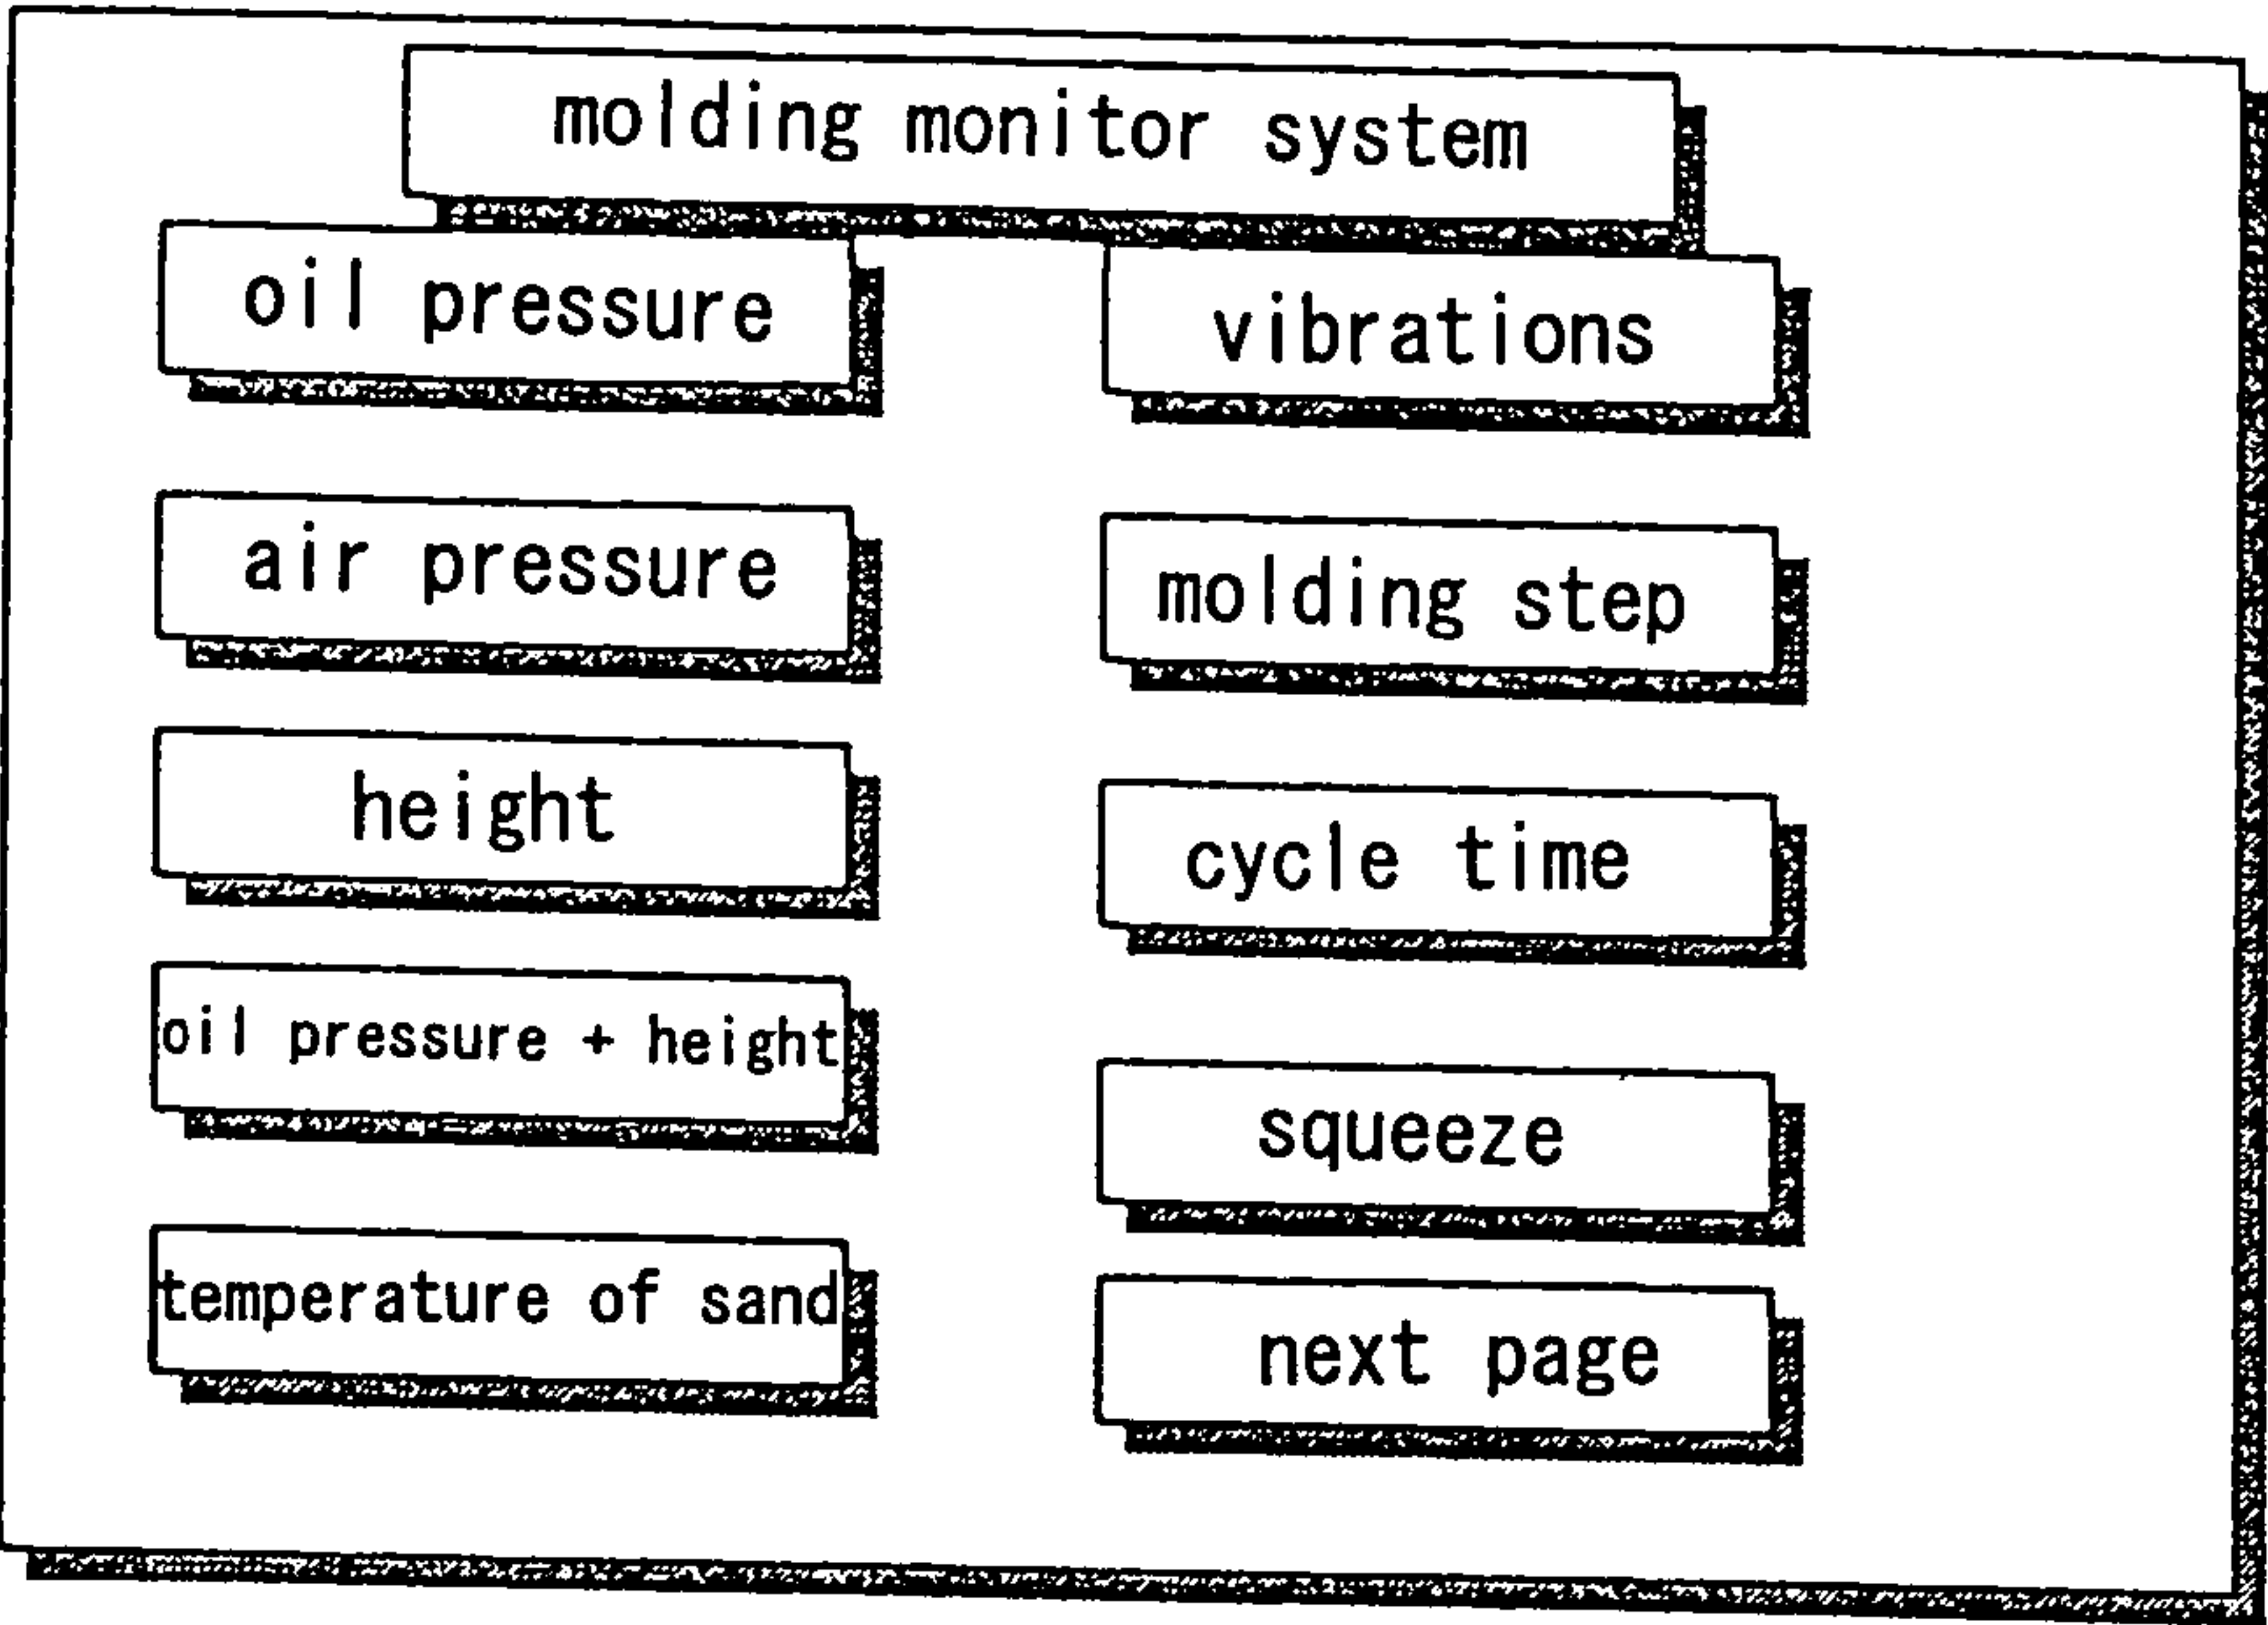 molding monitor system
oil pressure
air pressure
height
oil pressure + height
temperature of sand
vibrations
molding step
cycle time
squeeze
next page